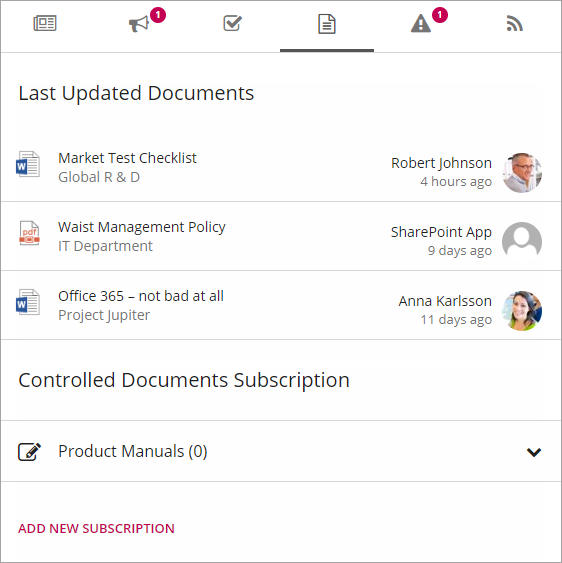 1
1
Last Updated Documents
Market Test Checklist
Global R & D
Robert Johnson
4 hours ago
pdf
Waist Management Policy
IT Department
SharePoint App
9 days ago
Office 365 – not bad at all
Project Jupiter
Anna Karlsson
11 days ago
Controlled Documents Subscription
Product Manuals (0)
ADD NEW SUBSCRIPTION